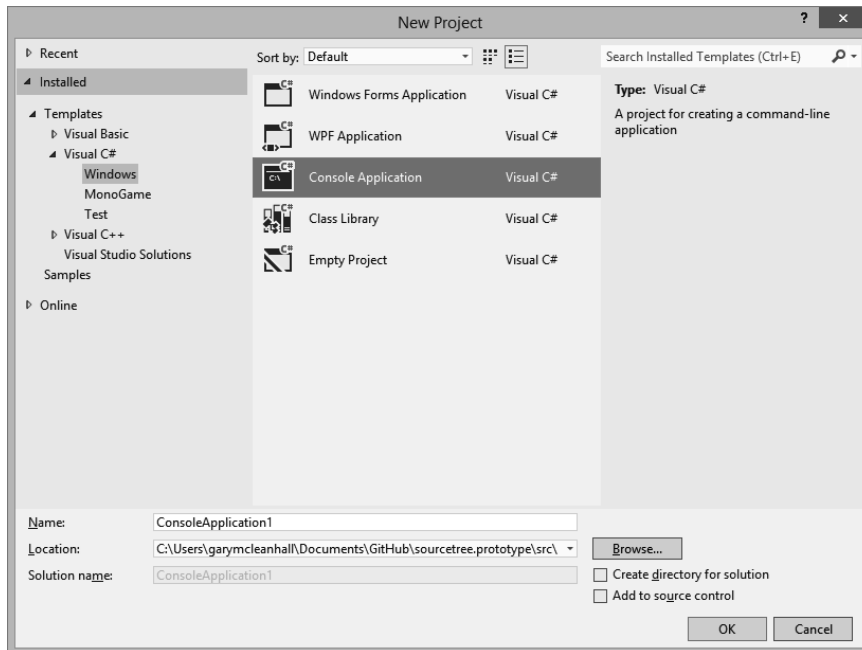 New Project
? ×
Recent
Installed
Templates
Visual Basic
Visual C#
Windows
MonoGame
Test
Visual C++
Visual Studio Solutions
Samples
Online
Sort by: Default
C# Windows Forms Application Visual C#
C# WPF Application Visual C#
C# C:\ Console Application Visual C#
C# Class Library Visual C#
C# Empty Project Visual C#
Search Installed Templates (Ctrl+E)
Type: Visual C#
A project for creating a command-line
application
Name: ConsoleApplication1
Location: C:\Users\garymcleanhall\Documents\GitHub\sourcetree.prototype\src\
Browse...
Solution name: ConsoleApplication1
Create directory for solution
Add to source control
OK Cancel